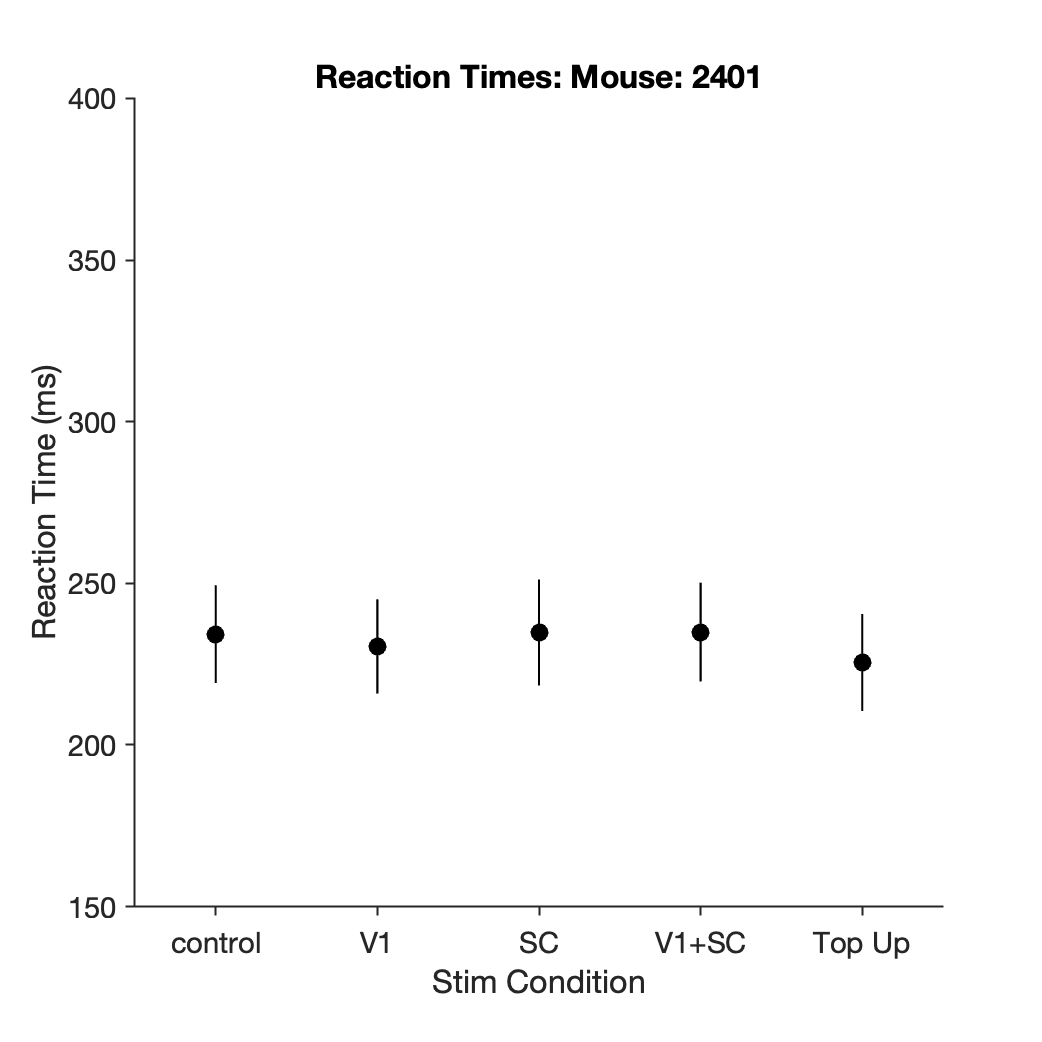 Reaction Times: Mouse: 2401
400
350
300
250
200
150
Reaction Time (ms)
control V1 SC V1+SC Top Up
Stim Condition